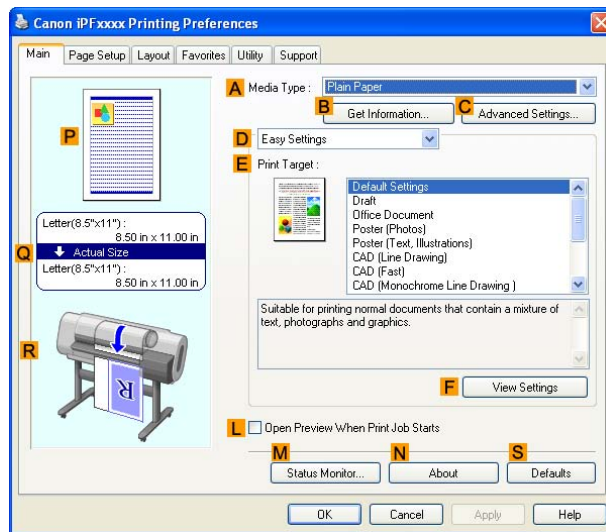 Canon iPFxxxx Printing Preferences
Main Page Setup Layout Favorites Utility Support
A Media Type : Plain Paper
B Get Information... C Advanced Settings...
D Easy Settings
E Print Target :
Default Settings
Draft
Office Document
Poster (Photos)
Poster (Text, Illustrations)
CAD (Line Drawing)
CAD (Fast)
CAD (Monochrome Line Drawing )
Suitable for printing normal documents that contain a mixture of
text, photographs and graphics.
F View Settings
P
Letter(8.5"x11") :
8.50 in x 11.00 in
Q Actual Size
Letter(8.5"x11") :
8.50 in x 11.00 in
R
R
L Open Preview When Print Job Starts
M N S
Status Monitor... About Defaults
OK Cancel Apply Help